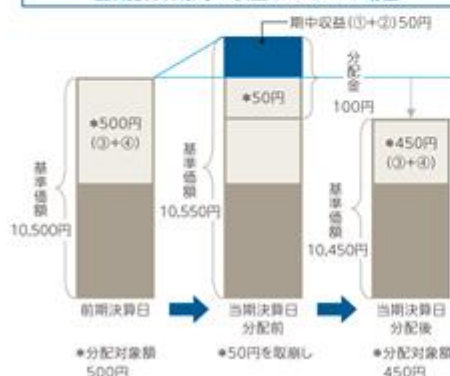 期中収益(①+②)50円
*500円
(③+④)
基準価額
10,500円
*50円
分配金
100円
基準価額
10,550円
*450円
(③+④)
基準価額
10,450円
前期決算日
当期決算日
分配前
当期決算日
分配後
*分配対象額
500円
*50円を取崩し
*分配対象額
450円